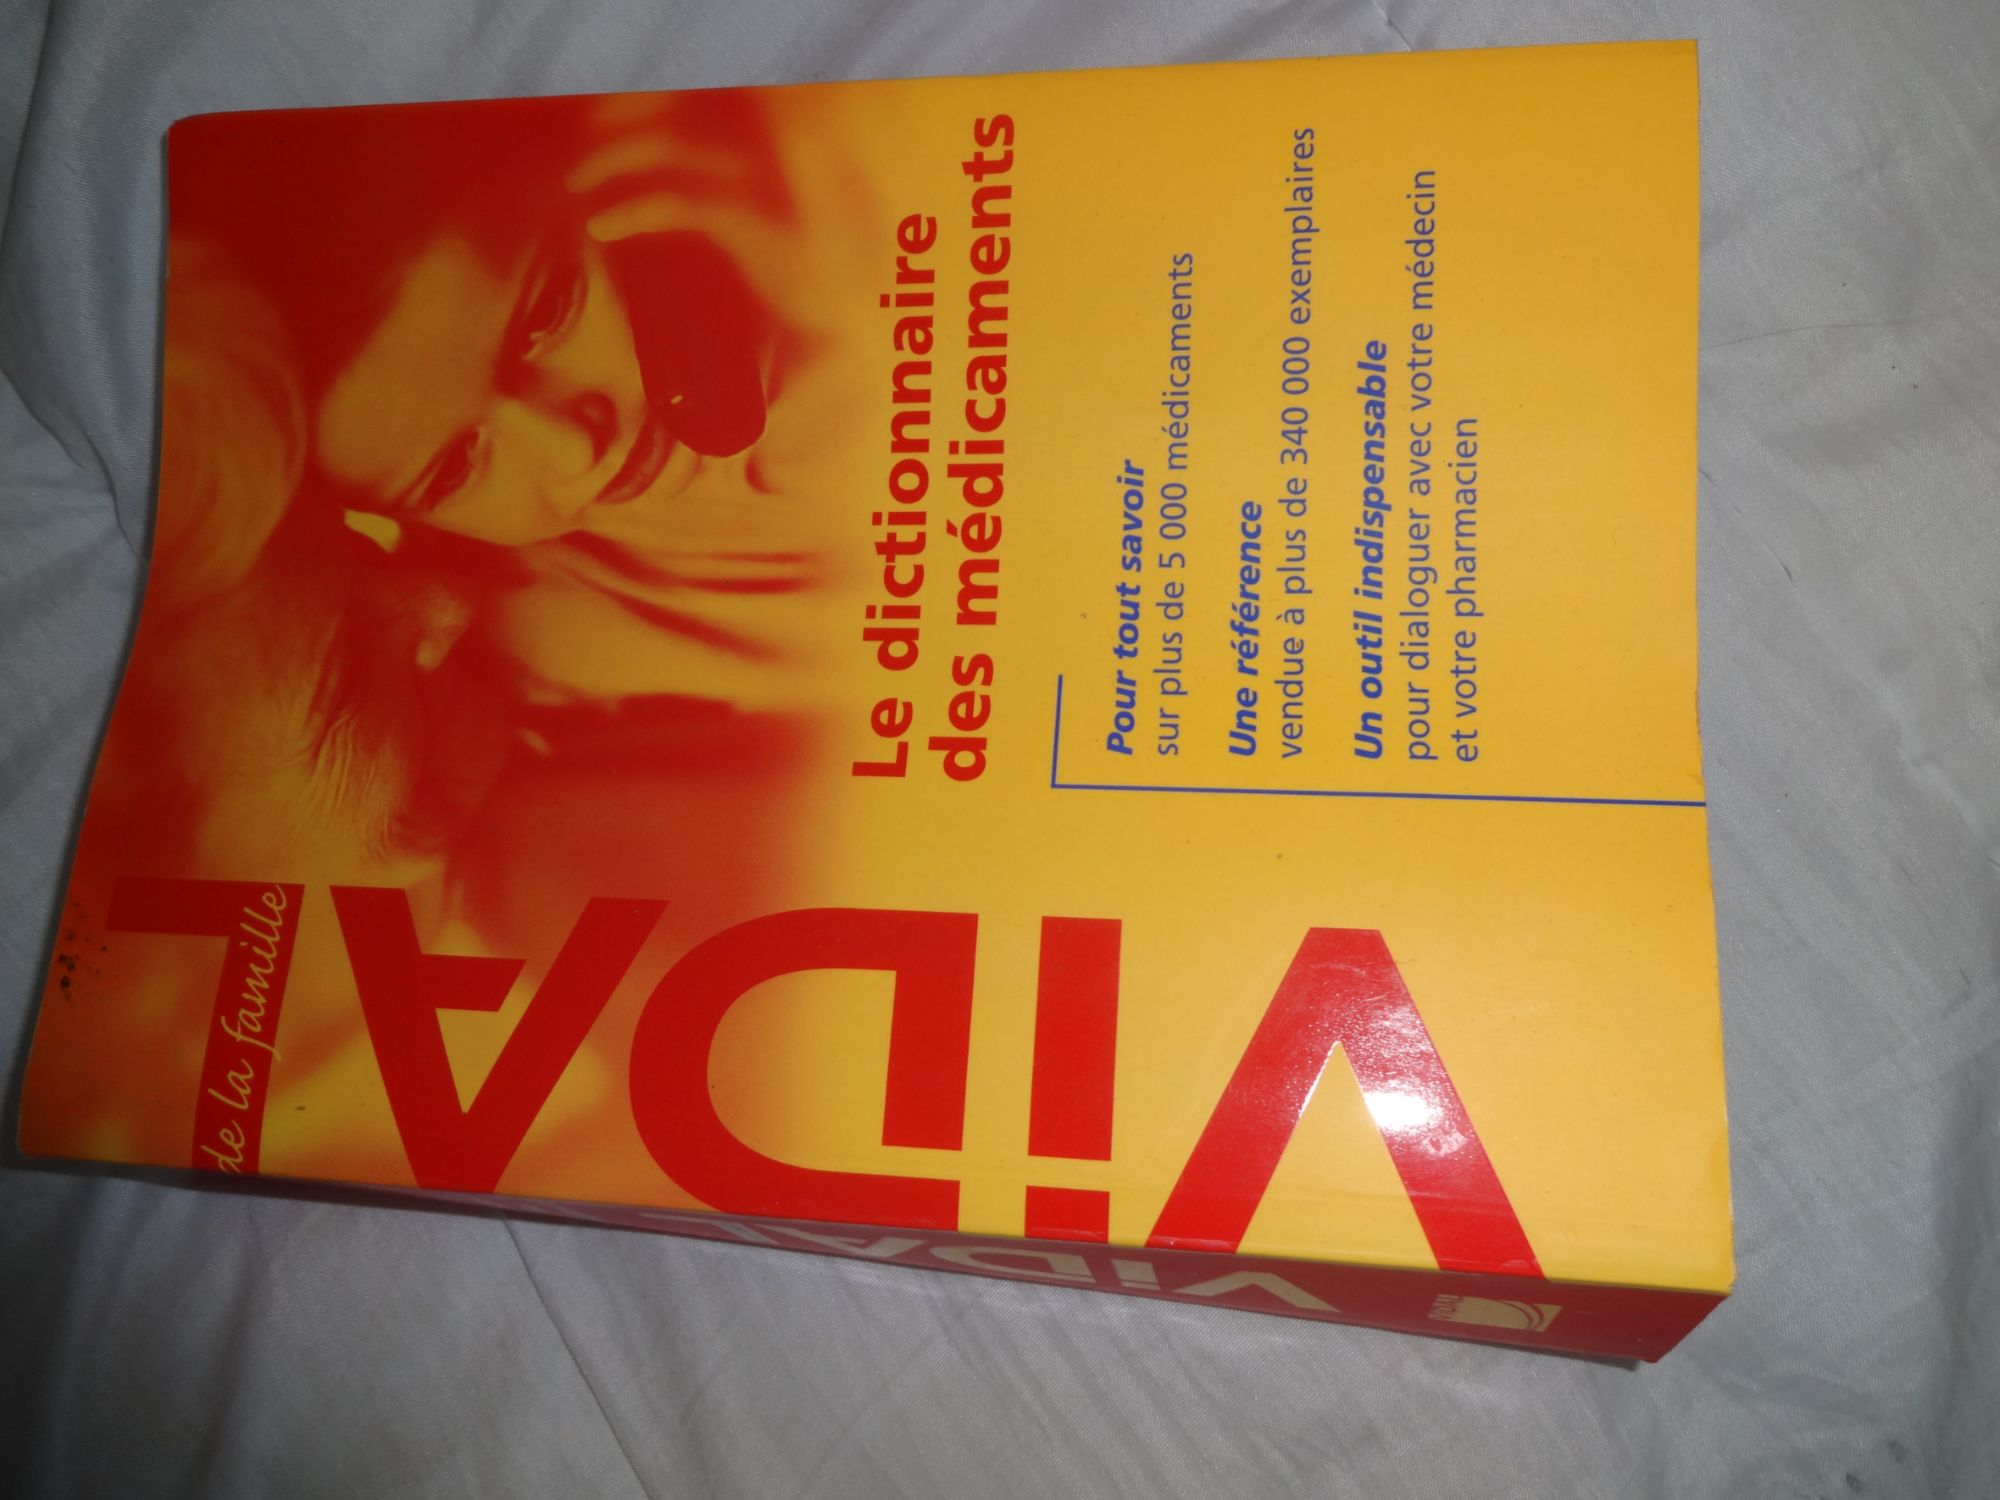 VIDAL
de la famille
Le dictionnaire
des médicaments
Pour tout savoir
sur plus de 5 000 médicaments
Une référence
vendue à plus de 340 000 exemplaires
Un outil indispensable
pour dialoguer avec votre médecin
et votre pharmacien
VIDAL
VIDAL